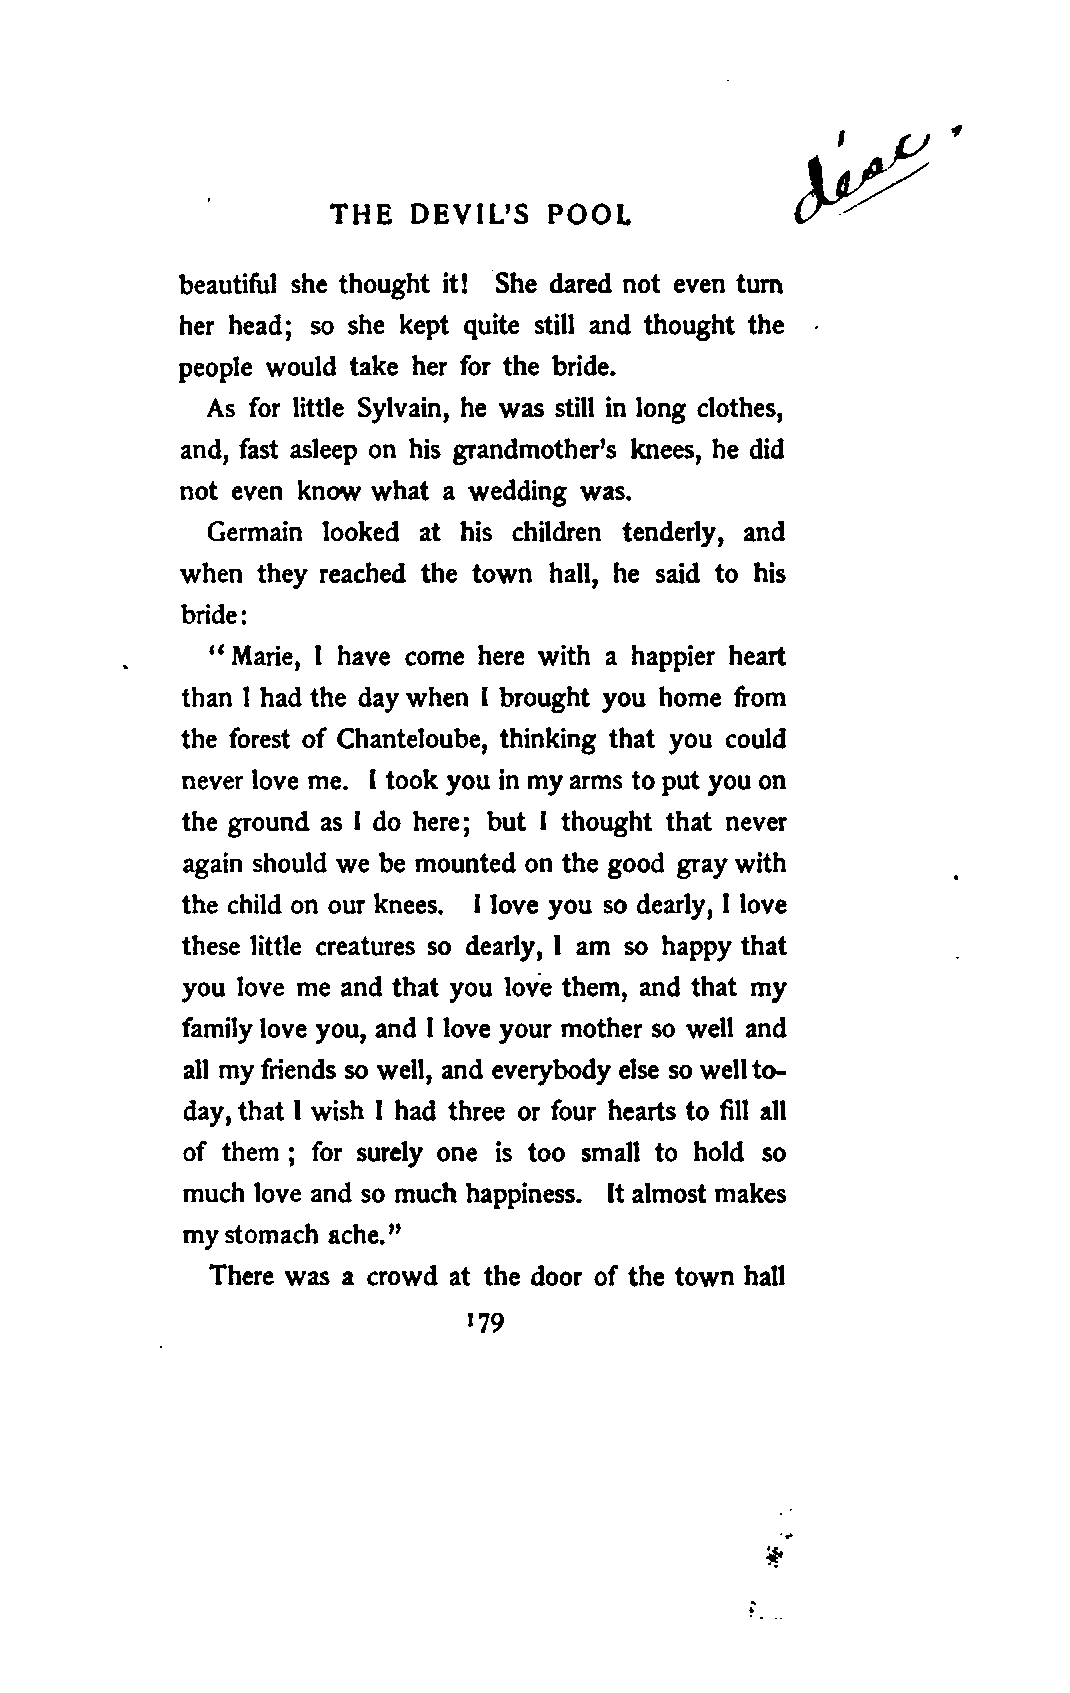 THE DEVIL'S POOL
beautiful she thought it! She dared not even turn
her head; so she kept quite still and thought the
people would take her for the bride.
As for little Sylvain, he was still in long clothes,
and, fast asleep on his grandmother's knees, he did
not even know what a wedding was.
Germain looked at his children tenderly, and
when they reached the town hall, he said to his
bride:
"Marie, I have come here with a happier heart
than I had the day when I brought you home from
the forest of Chanteloube, thinking that you could
never love me. I took you in my arms to put you on
the ground as I do here; but I thought that never
again should we be mounted on the good gray with
the child on our knees. I love you so dearly, I love
these little creatures so dearly, I am so happy that
you love me and that you love them, and that my
family love you, and I love your mother so well and
all my friends so well, and everybody else so well to-
day, that I wish I had three or four hearts to fill all
of them; for surely one is too small to hold so
much love and so much happiness. It almost makes
my stomach ache."
There was a crowd at the door of the town hall
179